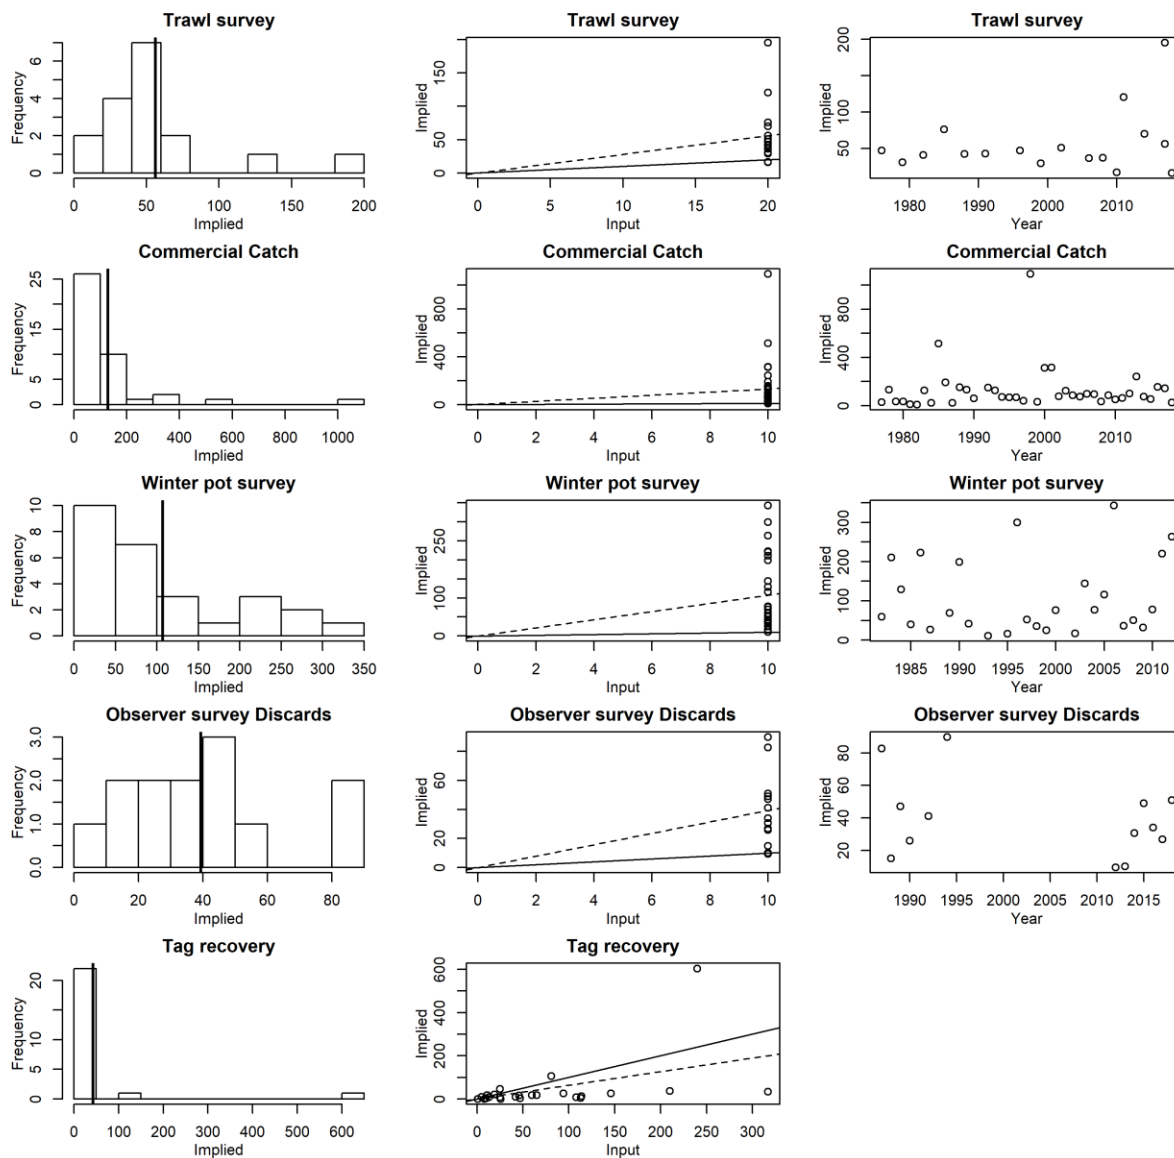 Trawl survey
Frequency
0 2 4 6
0 50 100 150 200
Implied
Trawl survey
Implied
0 50 150
0 5 10 15 20
Input
Trawl survey
Implied
50 100 200
1980 1990 2000 2010
Year
Commercial Catch
Frequency
0 5 15 25
0 200 400 600 800 1000
Implied
Commercial Catch
Implied
0 400 800
0 2 4 6 8 10
Input
Commercial Catch
Implied
0 400 800
1980 1990 2000 2010
Year
Winter pot survey
Frequency
0 2 4 6 8 10
0 50 100 150 200 250 300 350
Implied
Winter pot survey
Implied
0 100 250
0 2 4 6 8 10
Input
Winter pot survey
Implied
0 100 200 300
1985 1990 1995 2000 2005 2010
Year
Observer survey Discards
Frequency
0.0 1.0 2.0 3.0
0 20 40 60 80
Implied
Observer survey Discards
Implied
0 20 60
0 2 4 6 8 10
Input
Observer survey Discards
Implied
20 40 60 80
1990 1995 2000 2005 2010 2015
Year
Tag recovery
Frequency
0 5 10 20
0 100 200 300 400 500 600
Implied
Tag recovery
Implied
0 200 400 600
0 50 100 150 200 250 300
Input